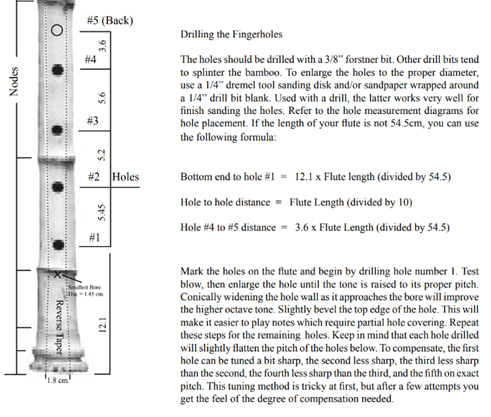 #5 (Back)
3.6
#4
5.6
#3
Nodes
5.2
#2 Holes
5.45
#1
Smallest Bore
Dia. = 1.45 cm.
Reverse Taper
12.1
1.8 cm.
Drilling the Fingerholes
The holes should be drilled with a 3/8” forstner bit. Other drill bits tend
to splinter the bamboo. To enlarge the holes to the proper diameter,
use a 1/4” dremel tool sanding disk and/or sandpaper wrapped around
a 1/4” drill bit blank. Used with a drill, the latter works very well for
finish sanding the holes. Refer to the hole measurement diagrams for
hole placement. If the length of your flute is not 54.5cm, you can use
the following formula:
Bottom end to hole #1 = 12.1 x Flute length (divided by 54.5)
Hole to hole distance = Flute Length (divided by 10)
Hole #4 to #5 distance = 3.6 x Flute Length (divided by 54.5)
Mark the holes on the flute and begin by drilling hole number 1. Test
blow, then enlarge the hole until the tone is raised to its proper pitch.
Conically widening the hole wall as it approaches the bore will improve
the higher octave tone. Slightly bevel the top edge of the hole. This will
make it easier to play notes which require partial hole covering. Repeat
these steps for the remaining holes. Keep in mind that each hole drilled
will slightly flatten the pitch of the holes below. To compensate, the first
hole can be tuned a bit sharp, the second less sharp, the third less sharp
than the second, the fourth less sharp than the third, and the fifth on exact
pitch. This tuning method is tricky at first, but after a few attempts you
get the feel of the degree of compensation needed.